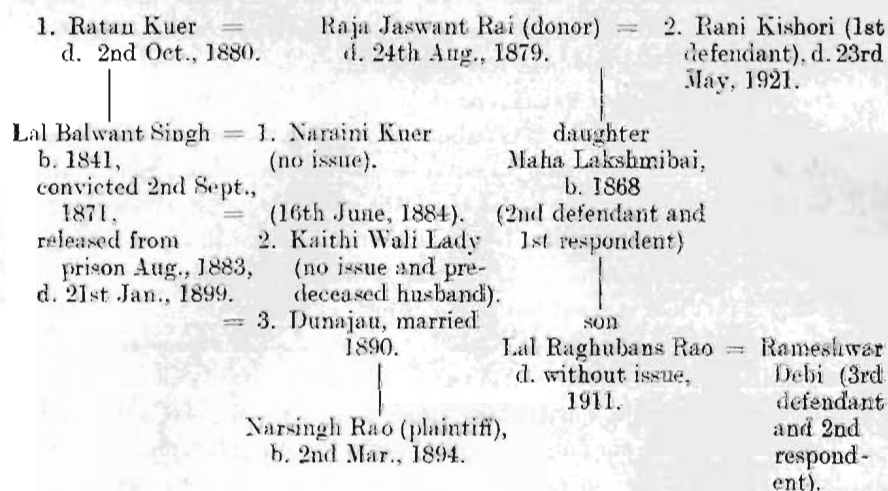 1. Ratan Kuer = Raja Jaswant Rai (donor) = 2. Rani Kishori (1st
d. 2nd Oct., 1880. d. 24th Aug., 1879. defendant), d. 23rd
May, 1921.
Lal Balwant Singh = 1. Naraini Kuer daughter
b. 1841, (no issue). Maha Lakshmibai,
convicted 2nd Sept., b. 1868
1871, = (16th June, 1884). (2nd defendant and
released from 2. Kaithi Wali Lady 1st respondent)
prison Aug., 1883, (no issue and pre-
d. 21st Jan., 1899. deceased husband).
= 3. Dunajau, married son
1890. Lal Raghubans Rao = Rameshwar
d. without issue, Debi (3rd
1911. defendant
Narsingh Rao (plaintiff), and 2nd
b. 2nd Mar., 1894. respond-
ent).